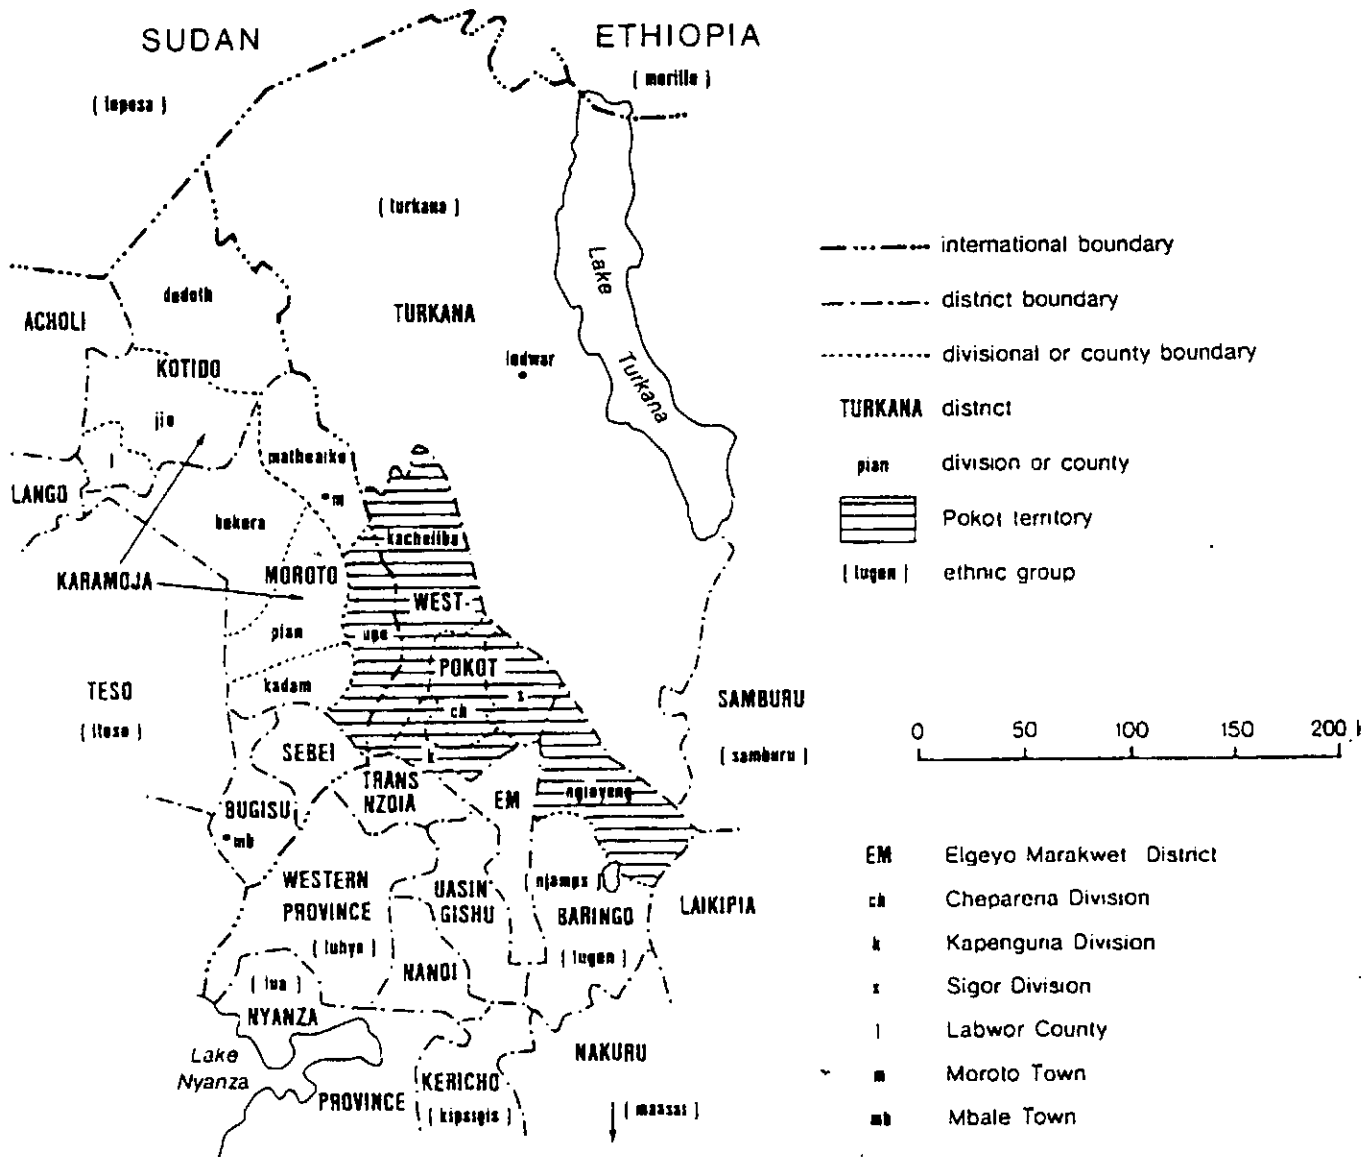 SUDAN
ETHIOPIA
( merille )
( toposa )
( turkana )
Lake
Turkana
dodoth
ACHOLI
TURKANA
KOTIDO
lodwar
jie
matheniko
l
m
LANGO
bokora
kacheliba
KARAMOJA
MOROTO
WEST
pian
upe
POKOT
kadam
s
TESO
ch
SAMBURU
( iteso )
SEBEI
k
( samburu )
TRANS
NZOIA
EM
BUGISU
mb
WESTERN
PROVINCE
UASIN
GISHU
( njamps )
BARINGO
LAIKIPIA
( luhya )
( tugen )
NANDI
( luo )
NYANZA
Lake
Nyanza
NAKURU
KERICHO
PROVINCE
( kipsigis )
( maasai )
international boundary
district boundary
divisional or county boundary
TURKANA district
pian division or county
Pokot territory
( tugen ) ethnic group
0 50 100 150 200
EM Elgeyo Marakwet District
ch Cheparena Division
k Kapenguria Division
s Sigor Division
l Labwor County
m Moroto Town
mb Mbale Town